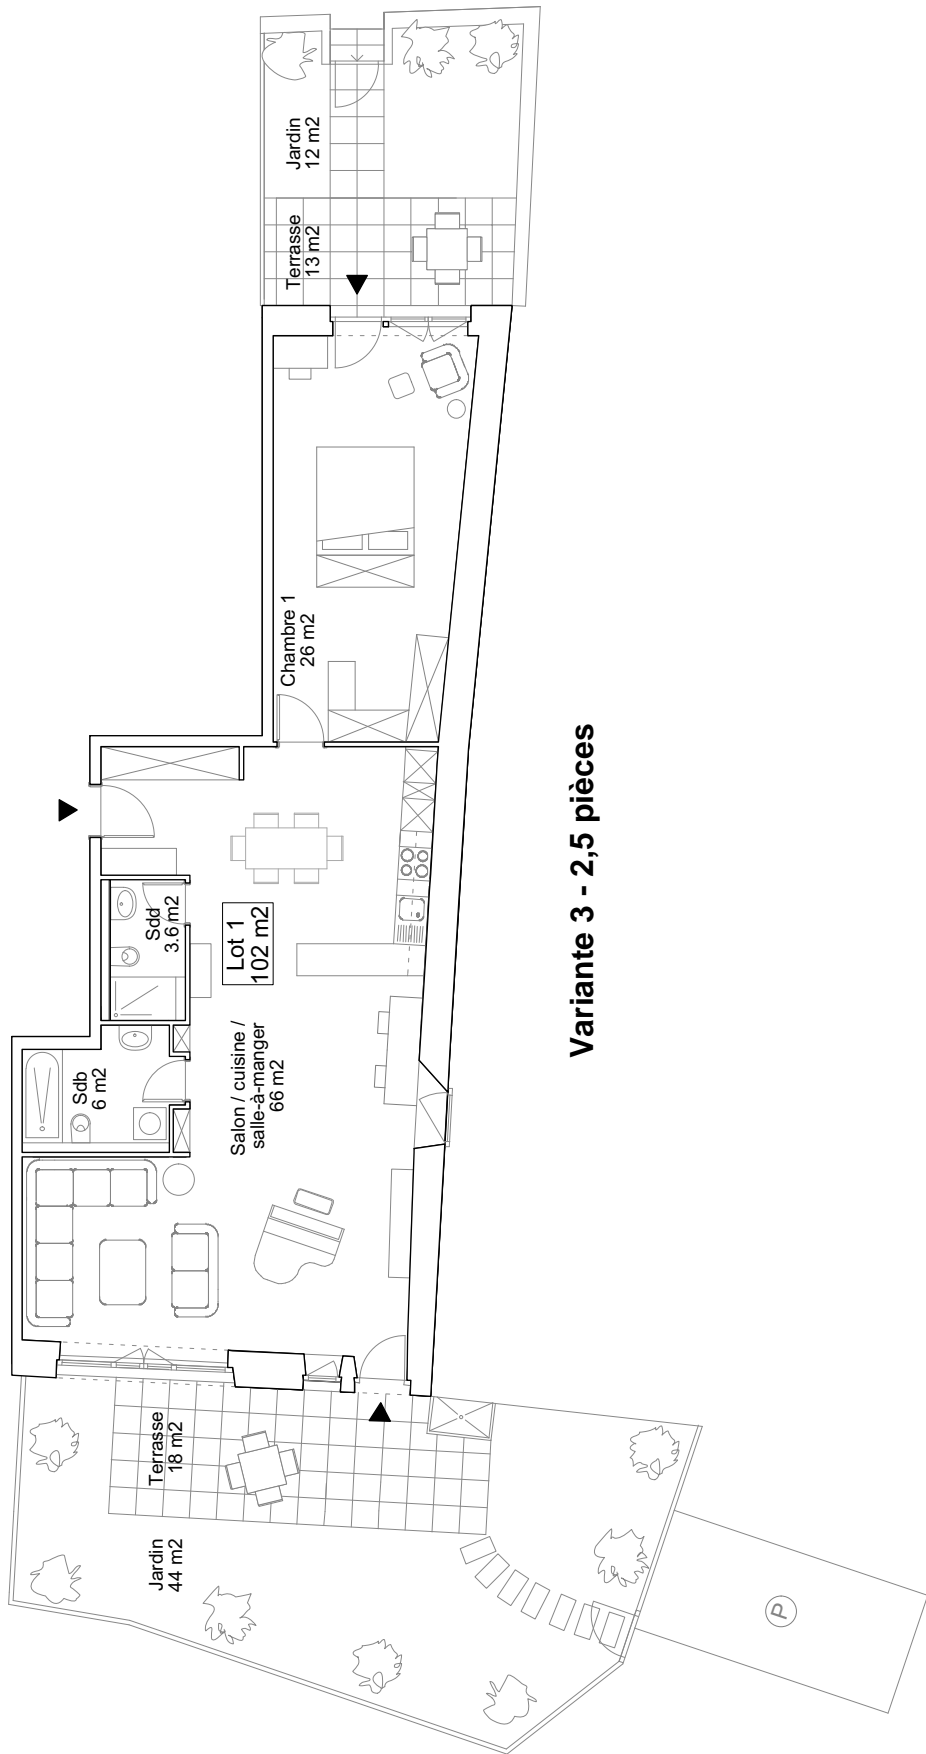 Jardin
12 m2
Terrasse
13 m2
Chambre 1
26 m2
Sdd
3.6 m2
Lot 1
102 m2
Sdb
6 m2
Salon / cuisine /
salle-à-manger
66 m2
Terrasse
18 m2
Jardin
44 m2
P
Variante 3 - 2,5 pièces